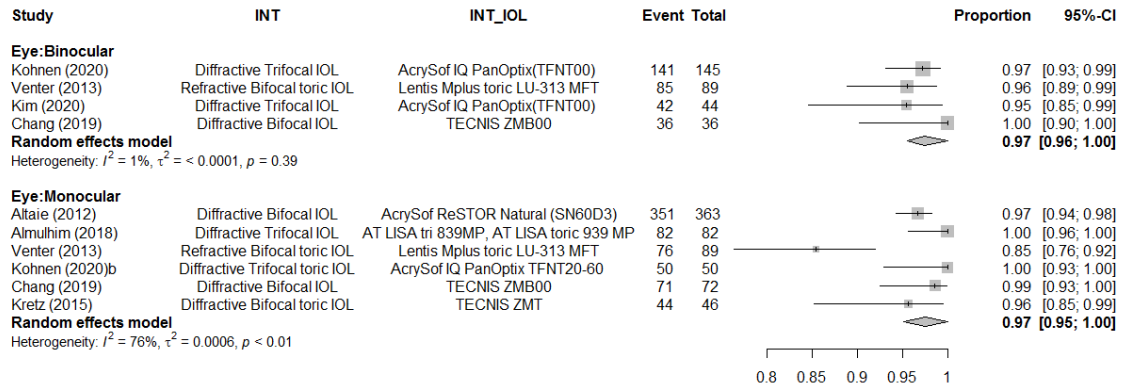 Study INT INT_IOL Event Total Proportion 95%-CI
Eye:Binocular
Kohnen (2020) Diffractive Trifocal IOL AcrySof IQ PanOptix(TFNT00) 141 145 0.97 [0.93; 0.99]
Venter (2013) Refractive Bifocal toric IOL Lentis Mplus toric LU-313 MFT 85 89 0.96 [0.89; 0.99]
Kim (2020) Diffractive Trifocal IOL AcrySof IQ PanOptix(TFNT00) 42 44 0.95 [0.85; 0.99]
Chang (2019) Diffractive Bifocal IOL TECNIS ZMB00 36 36 1.00 [0.90; 1.00]
Random effects model 0.97 [0.96; 1.00]
Heterogeneity: I² = 1%, τ² = < 0.0001, p = 0.39
Eye:Monocular
Altaie (2012) Diffractive Bifocal IOL AcrySof ReSTOR Natural (SN60D3) 351 363 0.97 [0.94; 0.98]
Almulhim (2018) Diffractive Trifocal IOL AT LISA tri 839MP, AT LISA toric 939 MP 82 82 1.00 [0.96; 1.00]
Venter (2013) Refractive Bifocal toric IOL Lentis Mplus toric LU-313 MFT 76 89 0.85 [0.76; 0.92]
Kohnen (2020)b Diffractive Trifocal toric IOL AcrySof IQ PanOptix TFNT20-60 50 50 1.00 [0.93; 1.00]
Chang (2019) Diffractive Bifocal IOL TECNIS ZMB00 71 72 0.99 [0.93; 1.00]
Kretz (2015) Diffractive Bifocal toric IOL TECNIS ZMT 44 46 0.96 [0.85; 0.99]
Random effects model 0.97 [0.95; 1.00]
Heterogeneity: I² = 76%, τ² = 0.0006, p < 0.01
0.8 0.85 0.9 0.95 1